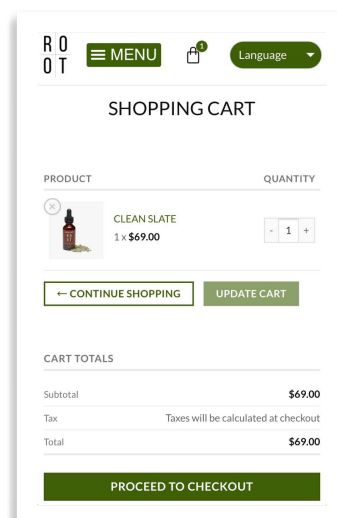 R O
O T
MENU
1
Language
SHOPPING CART
PRODUCT QUANTITY
×
CLEAN SLATE
1 x $69.00
- 1 +
← CONTINUE SHOPPING
UPDATE CART
CART TOTALS
Subtotal $69.00
Tax Taxes will be calculated at checkout
Total $69.00
PROCEED TO CHECKOUT